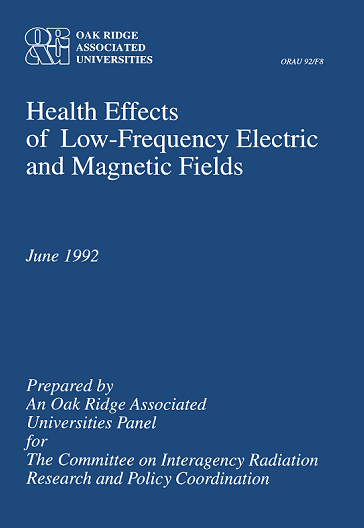 OAK RIDGE
ASSOCIATED
UNIVERSITIES
ORAU 92/F8
Health Effects
of Low-Frequency Electric
and Magnetic Fields
June 1992
Prepared by
An Oak Ridge Associated
Universities Panel
for
The Committee on Interagency Radiation
Research and Policy Coordination